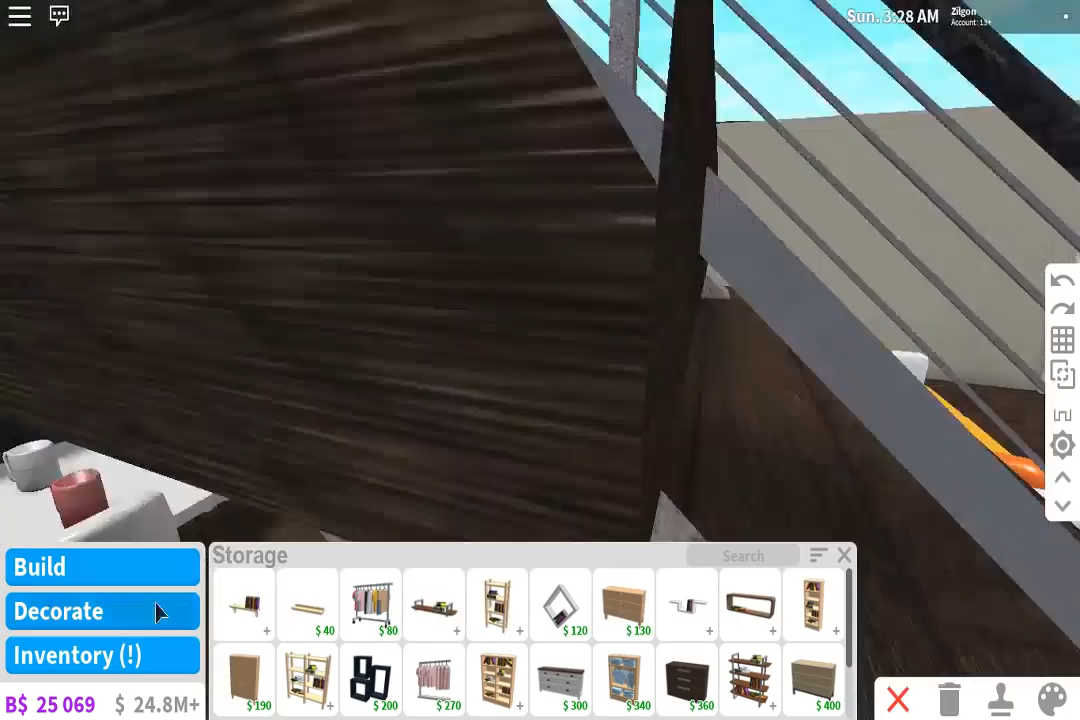 Sun. 3:28 AM
Zilgon
Account: 13+
Build
Decorate
Inventory (!)
B$ 25 069 $ 24.8M+
Storage
Search
+ $ 40 $ 80 + + $ 120 $ 130 + + +
$ 190 + $ 200 $ 270 + $ 300 $ 340 $ 360 + $ 400